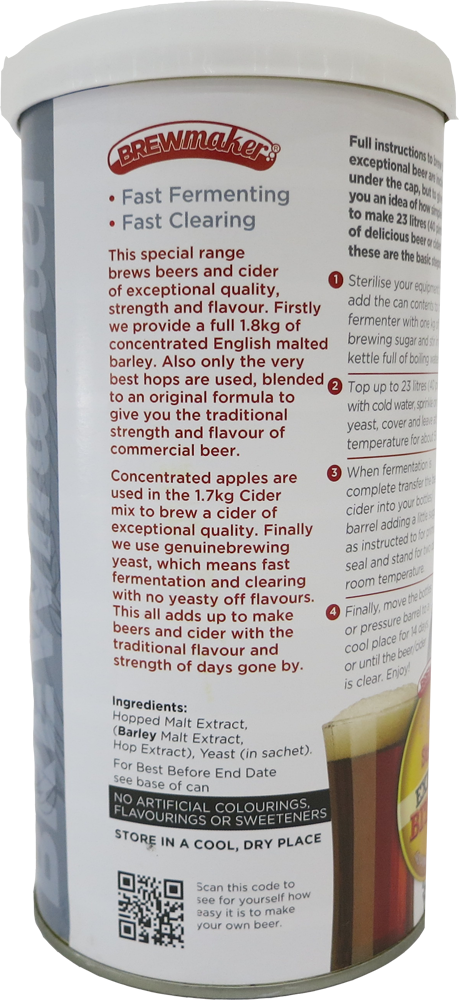 BREWmaker
• Fast Fermenting
• Fast Clearing
This special range
brews beers and cider
of exceptional quality,
strength and flavour. Firstly
we provide a full 1.8kg of
concentrated English malted
barley. Also only the very
best hops are used, blended
to an original formula to
give you the traditional
strength and flavour of
commercial beer.
Concentrated apples are
used in the 1.7kg Cider
mix to brew a cider of
exceptional quality. Finally
we use genuinebrewing
yeast, which means fast
fermentation and clearing
with no yeasty off flavours.
This all adds up to make
beers and cider with the
traditional flavour and
strength of days gone by.
Ingredients:
Hopped Malt Extract,
(Barley Malt Extract,
Hop Extract), Yeast (in sachet).
For Best Before End Date
see base of can
NO ARTIFICIAL COLOURINGS,
FLAVOURINGS OR SWEETENERS
STORE IN A COOL, DRY PLACE
Scan this code to
see for yourself how
easy it is to make
your own beer.
Full instructions to
exceptional beer are
under the cap, but to
you an idea of how
to make 23 litres (40
of delicious beer or
these are the basic
1 Sterilise your
add the can
fermenter with one
brewing sugar and
kettle full of boiling
2 Top up to 23 litres
with cold water,
yeast, cover and
temperature for
3 When fermentation
complete transfer
cider into your
barrel adding a little
as instructed for
seal and stand for
room temperature.
4 Finally, move the
or pressure barrel to
cool place for 14
or until the beer/cider
is clear. Enjoy!